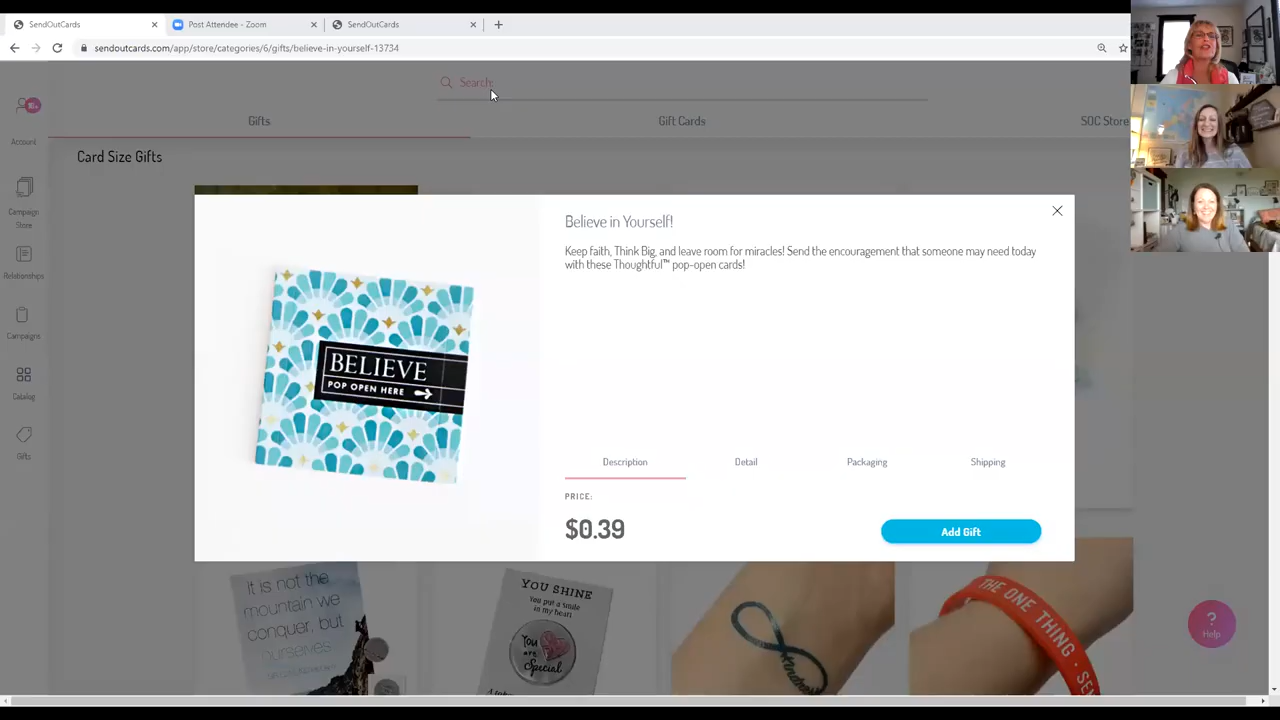 SendOutCards
Post Attendee - Zoom
SendOutCards
sendoutcards.com/app/store/categories/6/gifts/believe-in-yourself-13734
Search
Gifts
Gift Cards
SOC Store
Account
Campaign
Store
Relationships
Campaigns
Catalog
Gifts
Card Size Gifts
Believe in Yourself!
Keep faith, Think Big, and leave room for miracles! Send the encouragement that someone may need today
with these Thoughtful™ pop-open cards!
BELIEVE
POP OPEN HERE
Description
Detail
Packaging
Shipping
PRICE:
$0.39
Add Gift
It is not the
mountain we
conquer, but
ourselves.
YOU SHINE
You put a smile
in my heart
You are
Special
kindness
THE ONE THING
Help